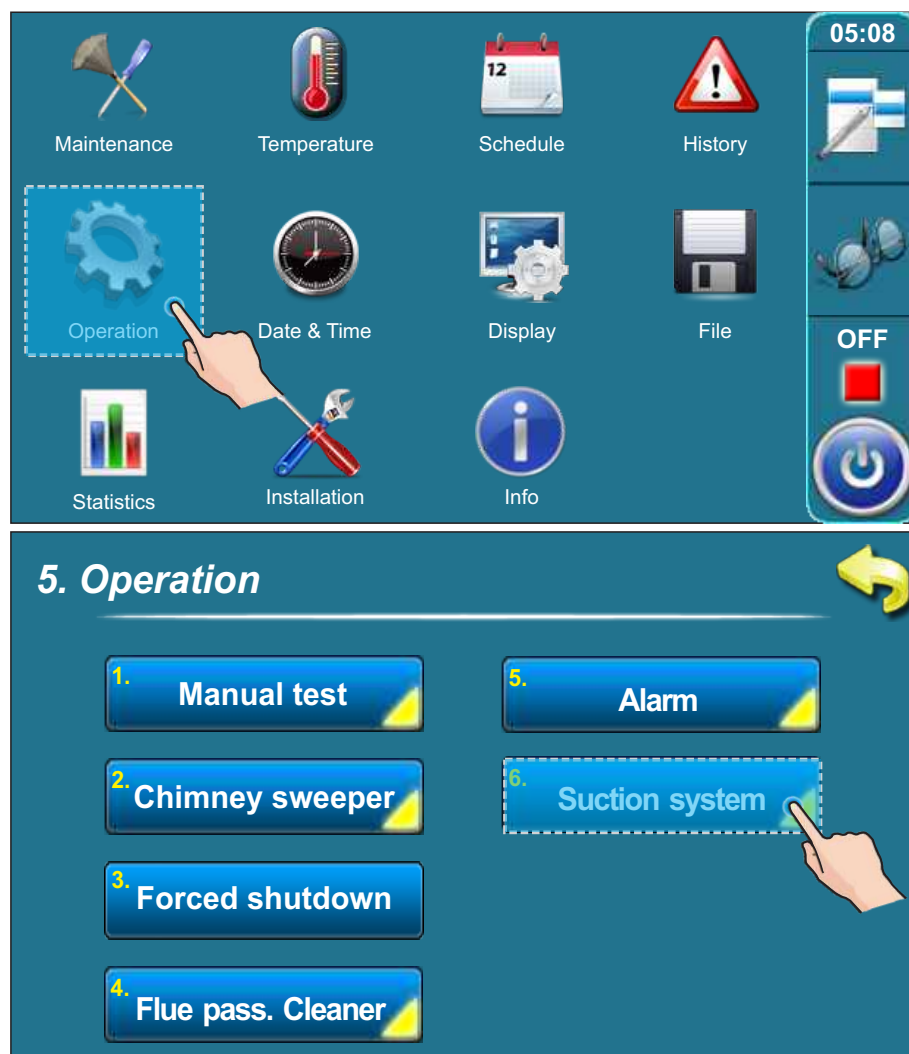 05:08
12
Maintenance
Temperature
Schedule
History
Operation
Date & Time
Display
File
OFF
Statistics
Installation
Info
5. Operation
1. Manual test
5. Alarm
2. Chimney sweeper
6. Suction system
3. Forced shutdown
4. Flue pass. Cleaner